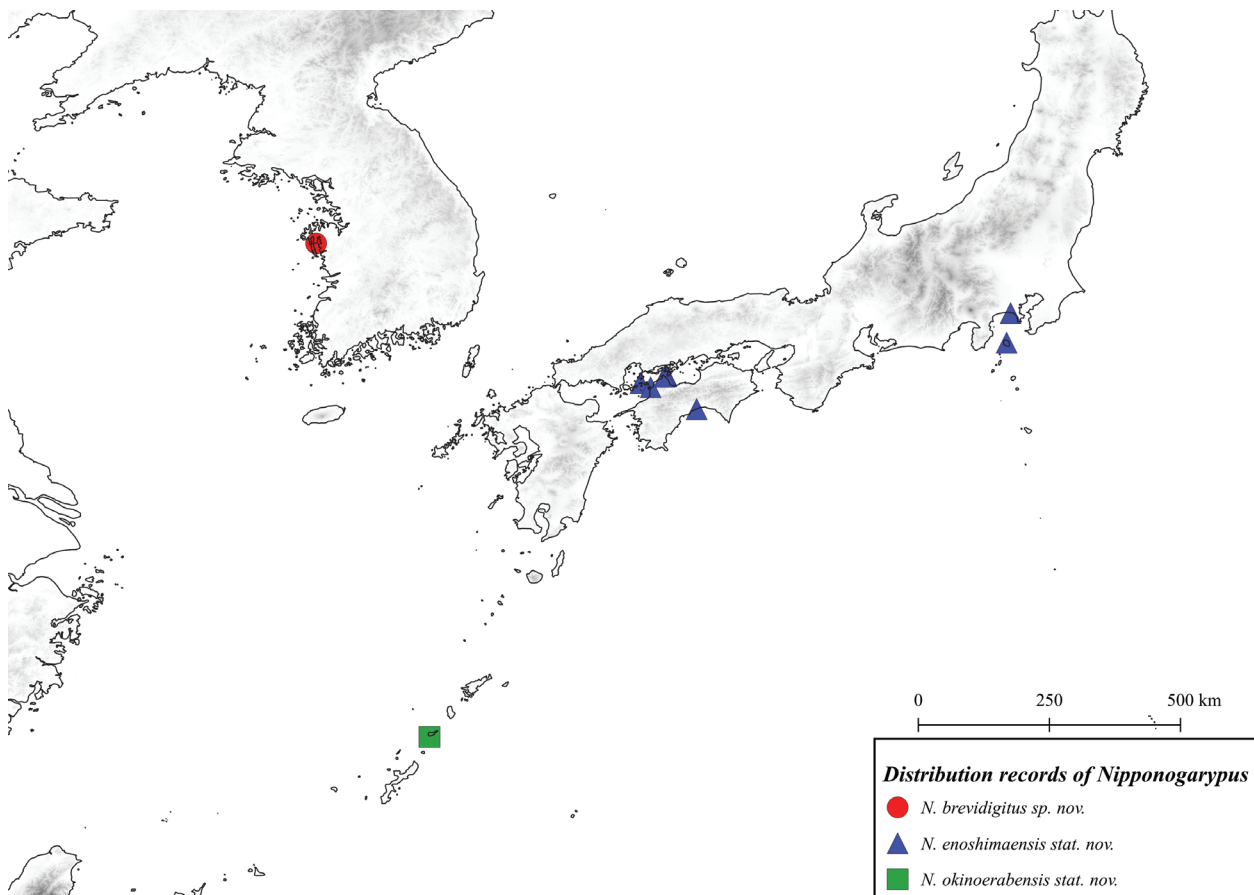 0 250 500 km
Distribution records of Nipponogarypus
N. brevidigitus sp. nov.
N. enoshimaensis stat. nov.
N. okinoerabensis stat. nov.